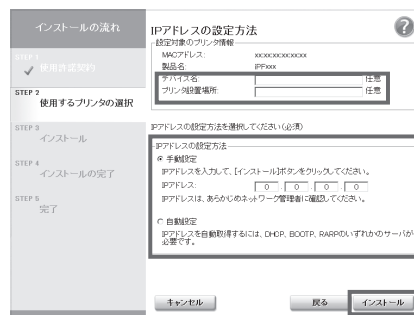 インストールの流れ
STEP 1
使用許諾契約
STEP 2
使用するプリンタの選択
STEP 3
インストール
STEP 4
インストールの完了
STEP 5
完了
IPアドレスの設定方法
?
設定対象のプリンタ情報
MACアドレス: xx:xx:xx:xx:xx:xx
製品名: iPFxxx
デバイス名: 任意
プリンタ設置場所: 任意
IPアドレスの設定方法を選択してください(必須)
IPアドレスの設定方法
手動設定
IPアドレスを入力して、[インストール]ボタンをクリックしてください。
IPアドレス: 0 . 0 . 0 . 0
IPアドレスは、あらかじめネットワーク管理者に確認してください。
自動設定
IPアドレスを自動取得するには、DHCP、BOOTP、RARPのいずれかのサーバが
必要です。
キャンセル 戻る インストール